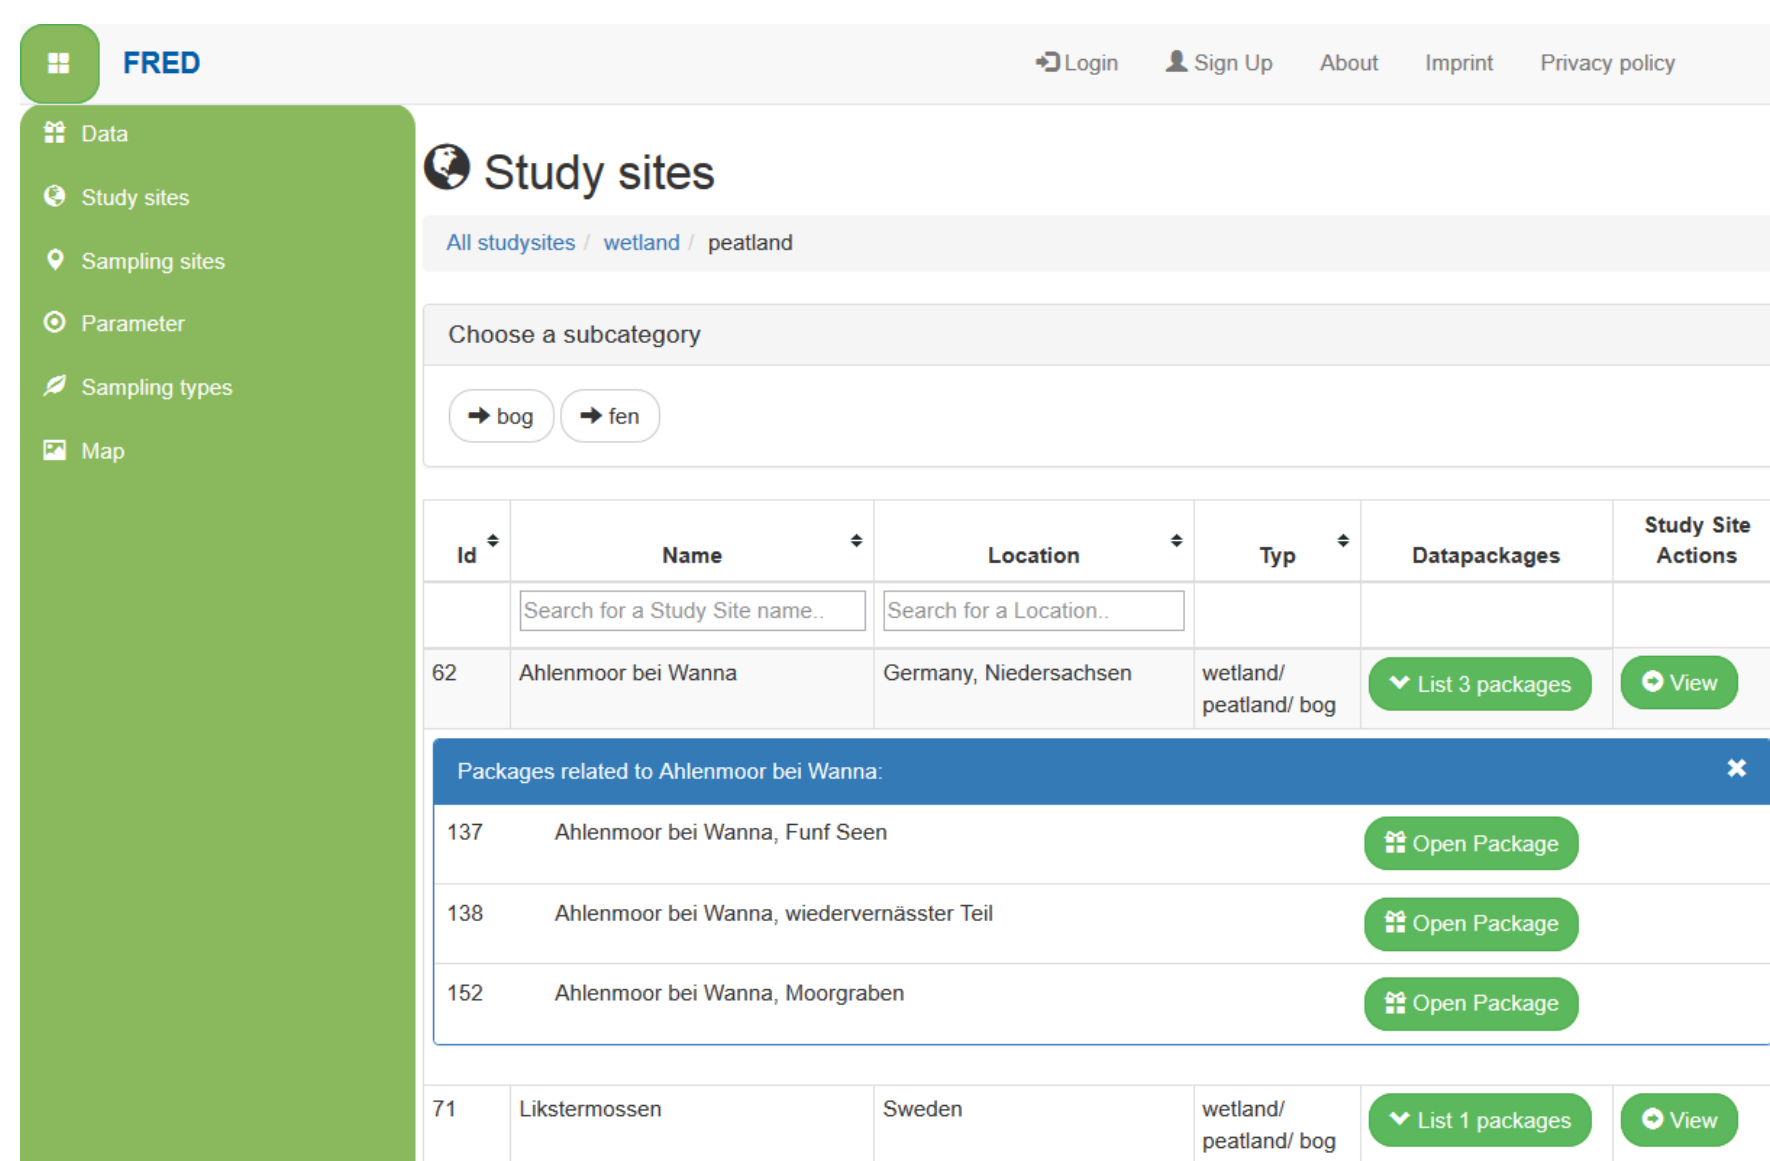 FRED
Login
Sign Up
About
Imprint
Privacy policy
Data
Study sites
Sampling sites
Parameter
Sampling types
Map
Study sites
All studysites / wetland / peatland
Choose a subcategory
bog
fen
Id
Name
Location
Typ
Datapackages
Study Site
Actions
Search for a Study Site name..
Search for a Location..
62
Ahlenmoor bei Wanna
Germany, Niedersachsen
wetland/
peatland/ bog
List 3 packages
View
Packages related to Ahlenmoor bei Wanna:
137
Ahlenmoor bei Wanna, Funf Seen
Open Package
138
Ahlenmoor bei Wanna, wiedervernässter Teil
Open Package
152
Ahlenmoor bei Wanna, Moorgraben
Open Package
71
Likstermossen
Sweden
wetland/
peatland/ bog
List 1 packages
View